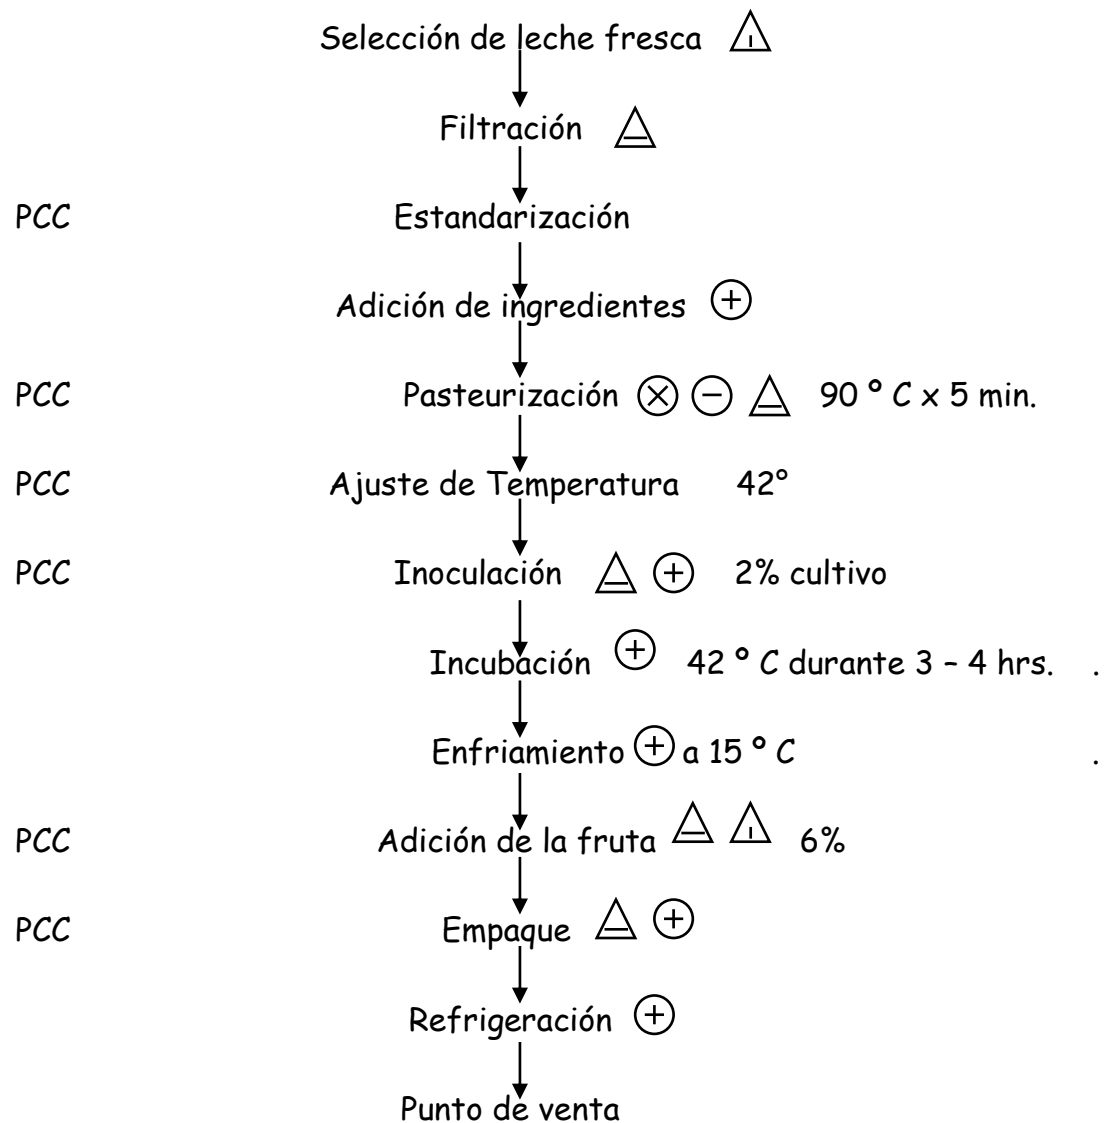 Selección de leche fresca
Filtración
PCC Estandarización
Adición de ingredientes
PCC Pasteurización 90 º C x 5 min.
PCC Ajuste de Temperatura 42°
PCC Inoculación 2% cultivo
Incubación 42 º C durante 3 – 4 hrs. .
Enfriamiento a 15 º C .
PCC Adición de la fruta 6%
PCC Empaque
Refrigeración
Punto de venta